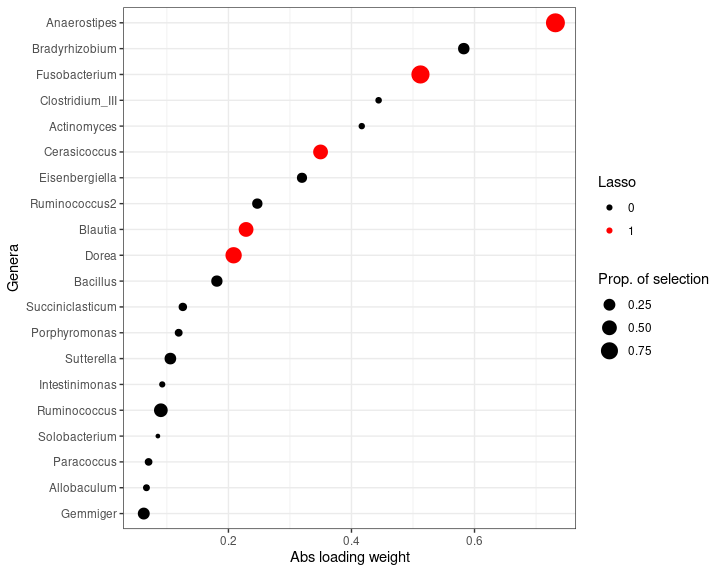 Anaerostipes
Bradyrhizobium
Fusobacterium
Clostridium_III
Actinomyces
Cerasicoccus
Eisenbergiella
Ruminococcus2
Blautia
Dorea
Bacillus
Succiniclasticum
Porphyromonas
Sutterella
Intestinimonas
Ruminococcus
Solobacterium
Paracoccus
Allobaculum
Gemmiger
Genera
0.2 0.4 0.6
Abs loading weight
Lasso
0
1
Prop. of selection
0.25
0.50
0.75